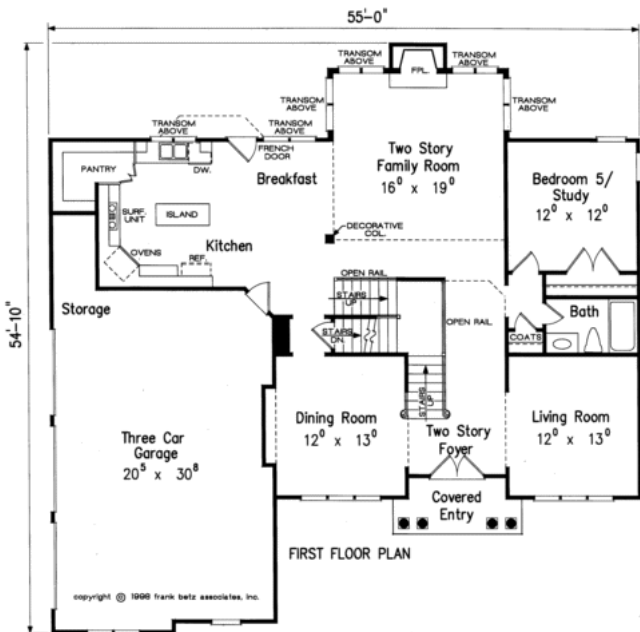 55'-0"
54'-10"
TRANSOM
ABOVE
FPL.
TRANSOM
ABOVE
TRANSOM
ABOVE
TRANSOM
ABOVE
TRANSOM
ABOVE
TRANSOM
ABOVE
FRENCH
DOOR
PANTRY
DW.
Breakfast
Two Story
Family Room
16⁰ x 19⁰
Bedroom 5/
Study
12⁰ x 12⁰
SURF.
UNIT
ISLAND
DECORATIVE
COL.
Kitchen
OVENS
REF.
OPEN RAIL
STAIRS
UP
Storage
STAIRS
DN.
OPEN RAIL
Bath
COATS
STAIRS
UP
Dining Room
12⁰ x 13⁰
Two Story
Foyer
Living Room
12⁰ x 13⁰
Three Car
Garage
20⁵ x 30⁸
Covered
Entry
FIRST FLOOR PLAN
copyright © 1998 frank betz associates, inc.